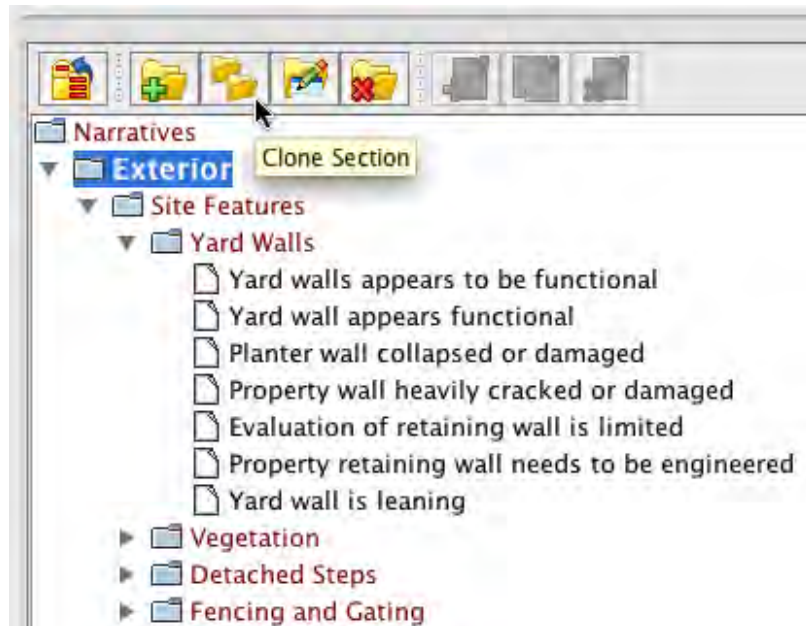 Narratives
Exterior
Clone Section
Site Features
Yard Walls
Yard walls appears to be functional
Yard wall appears functional
Planter wall collapsed or damaged
Property wall heavily cracked or damaged
Evaluation of retaining wall is limited
Property retaining wall needs to be engineered
Yard wall is leaning
Vegetation
Detached Steps
Fencing and Gating